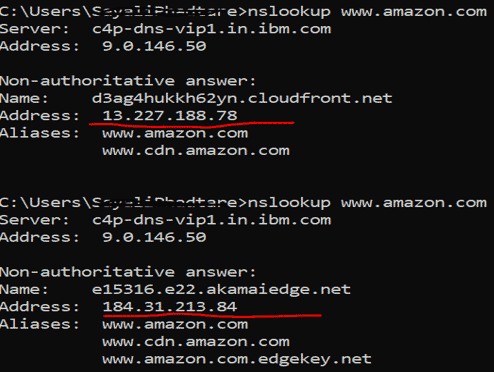 C:\Users\SayaliPhadtare>nslookup www.amazon.com
Server:  c4p-dns-vip1.in.ibm.com
Address:  9.0.146.50
Non-authoritative answer:
Name:    d3ag4hukkh62yn.cloudfront.net
Address:  13.227.188.78
Aliases:  www.amazon.com
www.cdn.amazon.com
C:\Users\SayaliPhadtare>nslookup www.amazon.com
Server:  c4p-dns-vip1.in.ibm.com
Address:  9.0.146.50
Non-authoritative answer:
Name:    e15316.e22.akamaiedge.net
Address:  184.31.213.84
Aliases:  www.amazon.com
www.cdn.amazon.com
www.amazon.com.edgekey.net